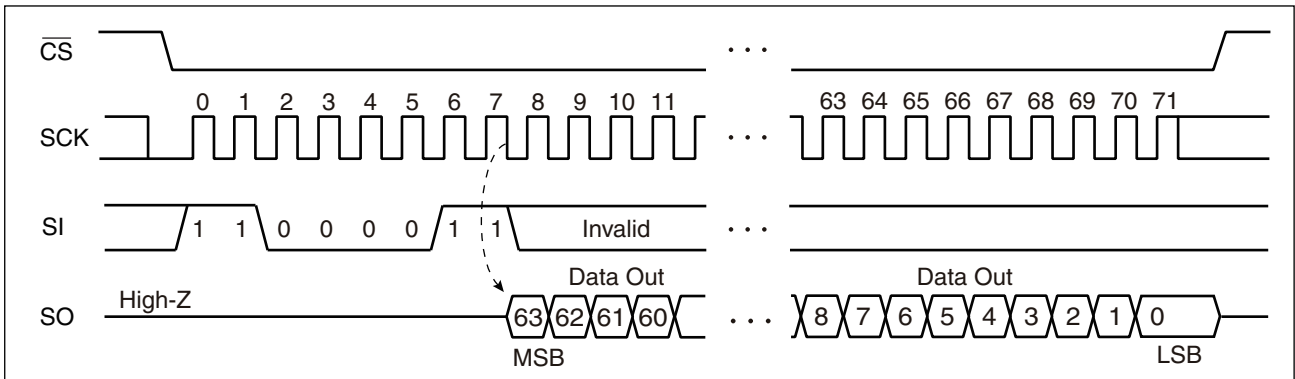 CS
. . .
0 1 2 3 4 5 6 7 8 9 10 11 63 64 65 66 67 68 69 70 71
SCK . . .
SI 1 1 0 0 0 0 1 1 Invalid . . .
High-Z Data Out Data Out
SO 63 62 61 60 . . . 8 7 6 5 4 3 2 1 0
MSB LSB